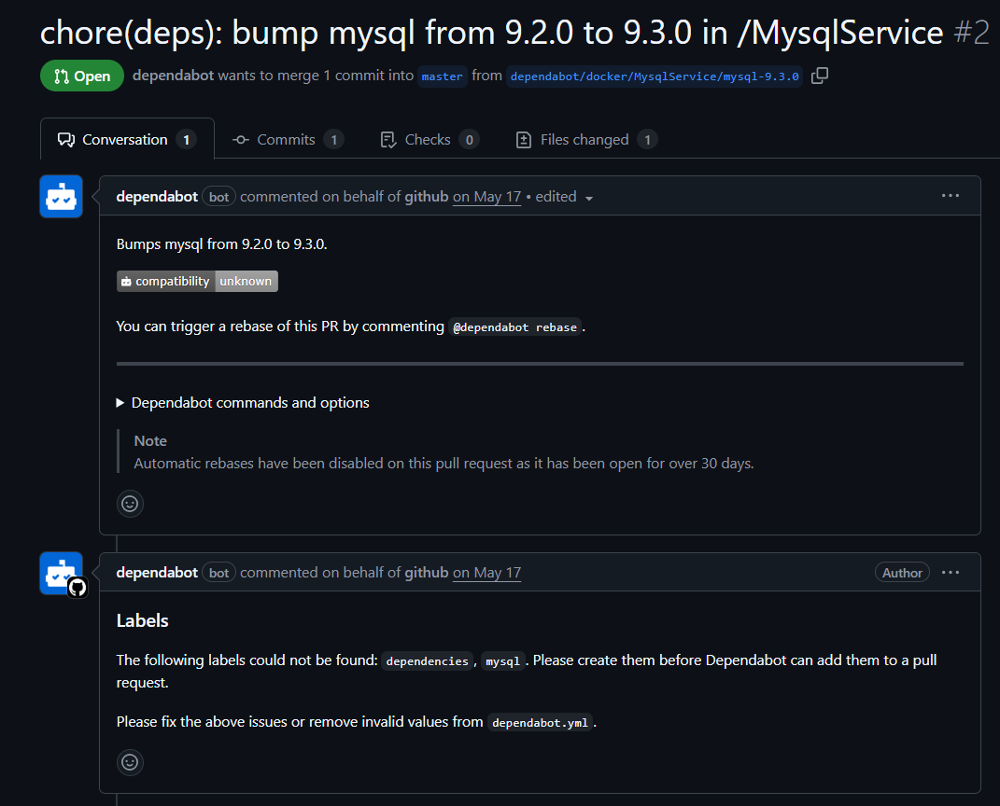 chore(deps): bump mysql from 9.2.0 to 9.3.0 in /MysqlService #2
Open dependabot wants to merge 1 commit into master from dependabot/docker/MysqlService/mysql-9.3.0
Conversation 1 Commits 1 Checks 0 Files changed 1
dependabot bot commented on behalf of github on May 17 • edited
Bumps mysql from 9.2.0 to 9.3.0.
compatibility unknown
You can trigger a rebase of this PR by commenting @dependabot rebase.
Dependabot commands and options
Note
Automatic rebases have been disabled on this pull request as it has been open for over 30 days.
dependabot bot commented on behalf of github on May 17 Author
Labels
The following labels could not be found: dependencies, mysql. Please create them before Dependabot can add them to a pull
request.
Please fix the above issues or remove invalid values from dependabot.yml.